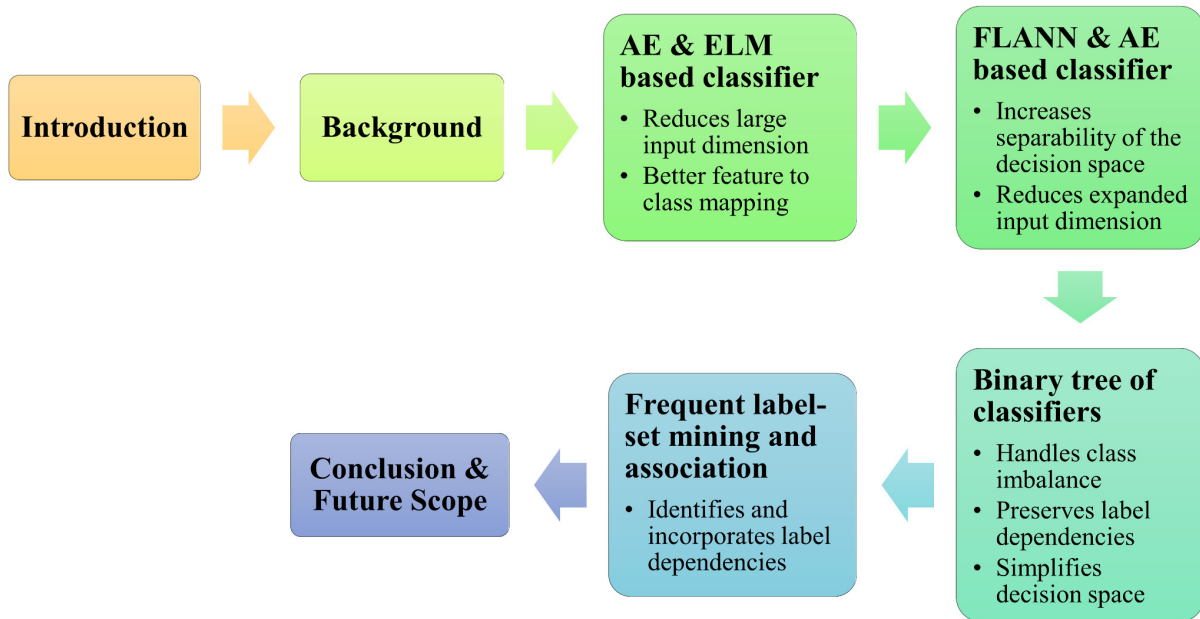 Introduction
Background
AE & ELM
based classifier
• Reduces large
input dimension
• Better feature to
class mapping
FLANN & AE
based classifier
• Increases
separability of the
decision space
• Reduces expanded
input dimension
Binary tree of
classifiers
• Handles class
imbalance
• Preserves label
dependencies
• Simplifies
decision space
Frequent label-
set mining and
association
• Identifies and
incorporates label
dependencies
Conclusion &
Future Scope